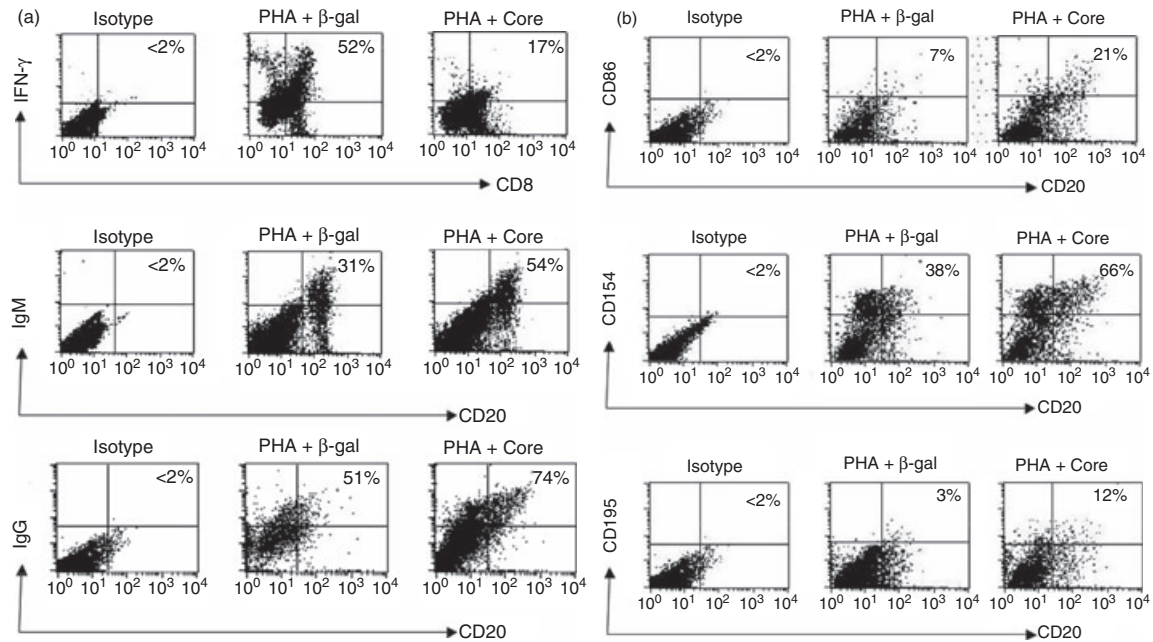 (a)
Isotype PHA + β-gal PHA + Core
IFN-γ
<2% 52% 17%
10⁰ 10¹ 10² 10³ 10⁴ 10⁰ 10¹ 10² 10³ 10⁴ 10⁰ 10¹ 10² 10³ 10⁴
CD8
Isotype PHA + β-gal PHA + Core
IgM
<2% 31% 54%
10⁰ 10¹ 10² 10³ 10⁴ 10⁰ 10¹ 10² 10³ 10⁴ 10⁰ 10¹ 10² 10³ 10⁴
CD20
Isotype PHA + β-gal PHA + Core
IgG
<2% 51% 74%
10⁰ 10¹ 10² 10³ 10⁴ 10⁰ 10¹ 10² 10³ 10⁴ 10⁰ 10¹ 10² 10³ 10⁴
CD20
(b)
Isotype PHA + β-gal PHA + Core
CD86
<2% 7% 21%
10⁰ 10¹ 10² 10³ 10⁴ 10⁰ 10¹ 10² 10³ 10⁴ 10⁰ 10¹ 10² 10³ 10⁴
CD20
Isotype PHA + β-gal PHA + Core
CD154
<2% 38% 66%
10⁰ 10¹ 10² 10³ 10⁴ 10⁰ 10¹ 10² 10³ 10⁴ 10⁰ 10¹ 10² 10³ 10⁴
CD20
Isotype PHA + β-gal PHA + Core
CD195
<2% 3% 12%
10⁰ 10¹ 10² 10³ 10⁴ 10⁰ 10¹ 10² 10³ 10⁴ 10⁰ 10¹ 10² 10³ 10⁴
CD20